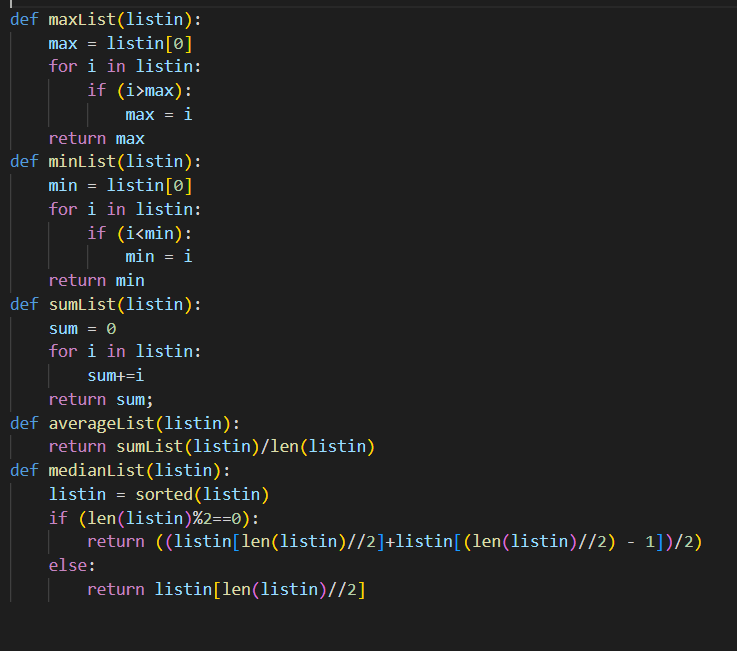 def maxList(listin):
    max = listin[0]
    for i in listin:
        if (i>max):
            max = i
    return max
def minList(listin):
    min = listin[0]
    for i in listin:
        if (i<min):
            min = i
    return min
def sumList(listin):
    sum = 0
    for i in listin:
        sum+=i
    return sum;
def averageList(listin):
    return sumList(listin)/len(listin)
def medianList(listin):
    listin = sorted(listin)
    if (len(listin)%2==0):
        return ((listin[len(listin)//2]+listin[(len(listin)//2) - 1])/2)
    else:
        return listin[len(listin)//2]